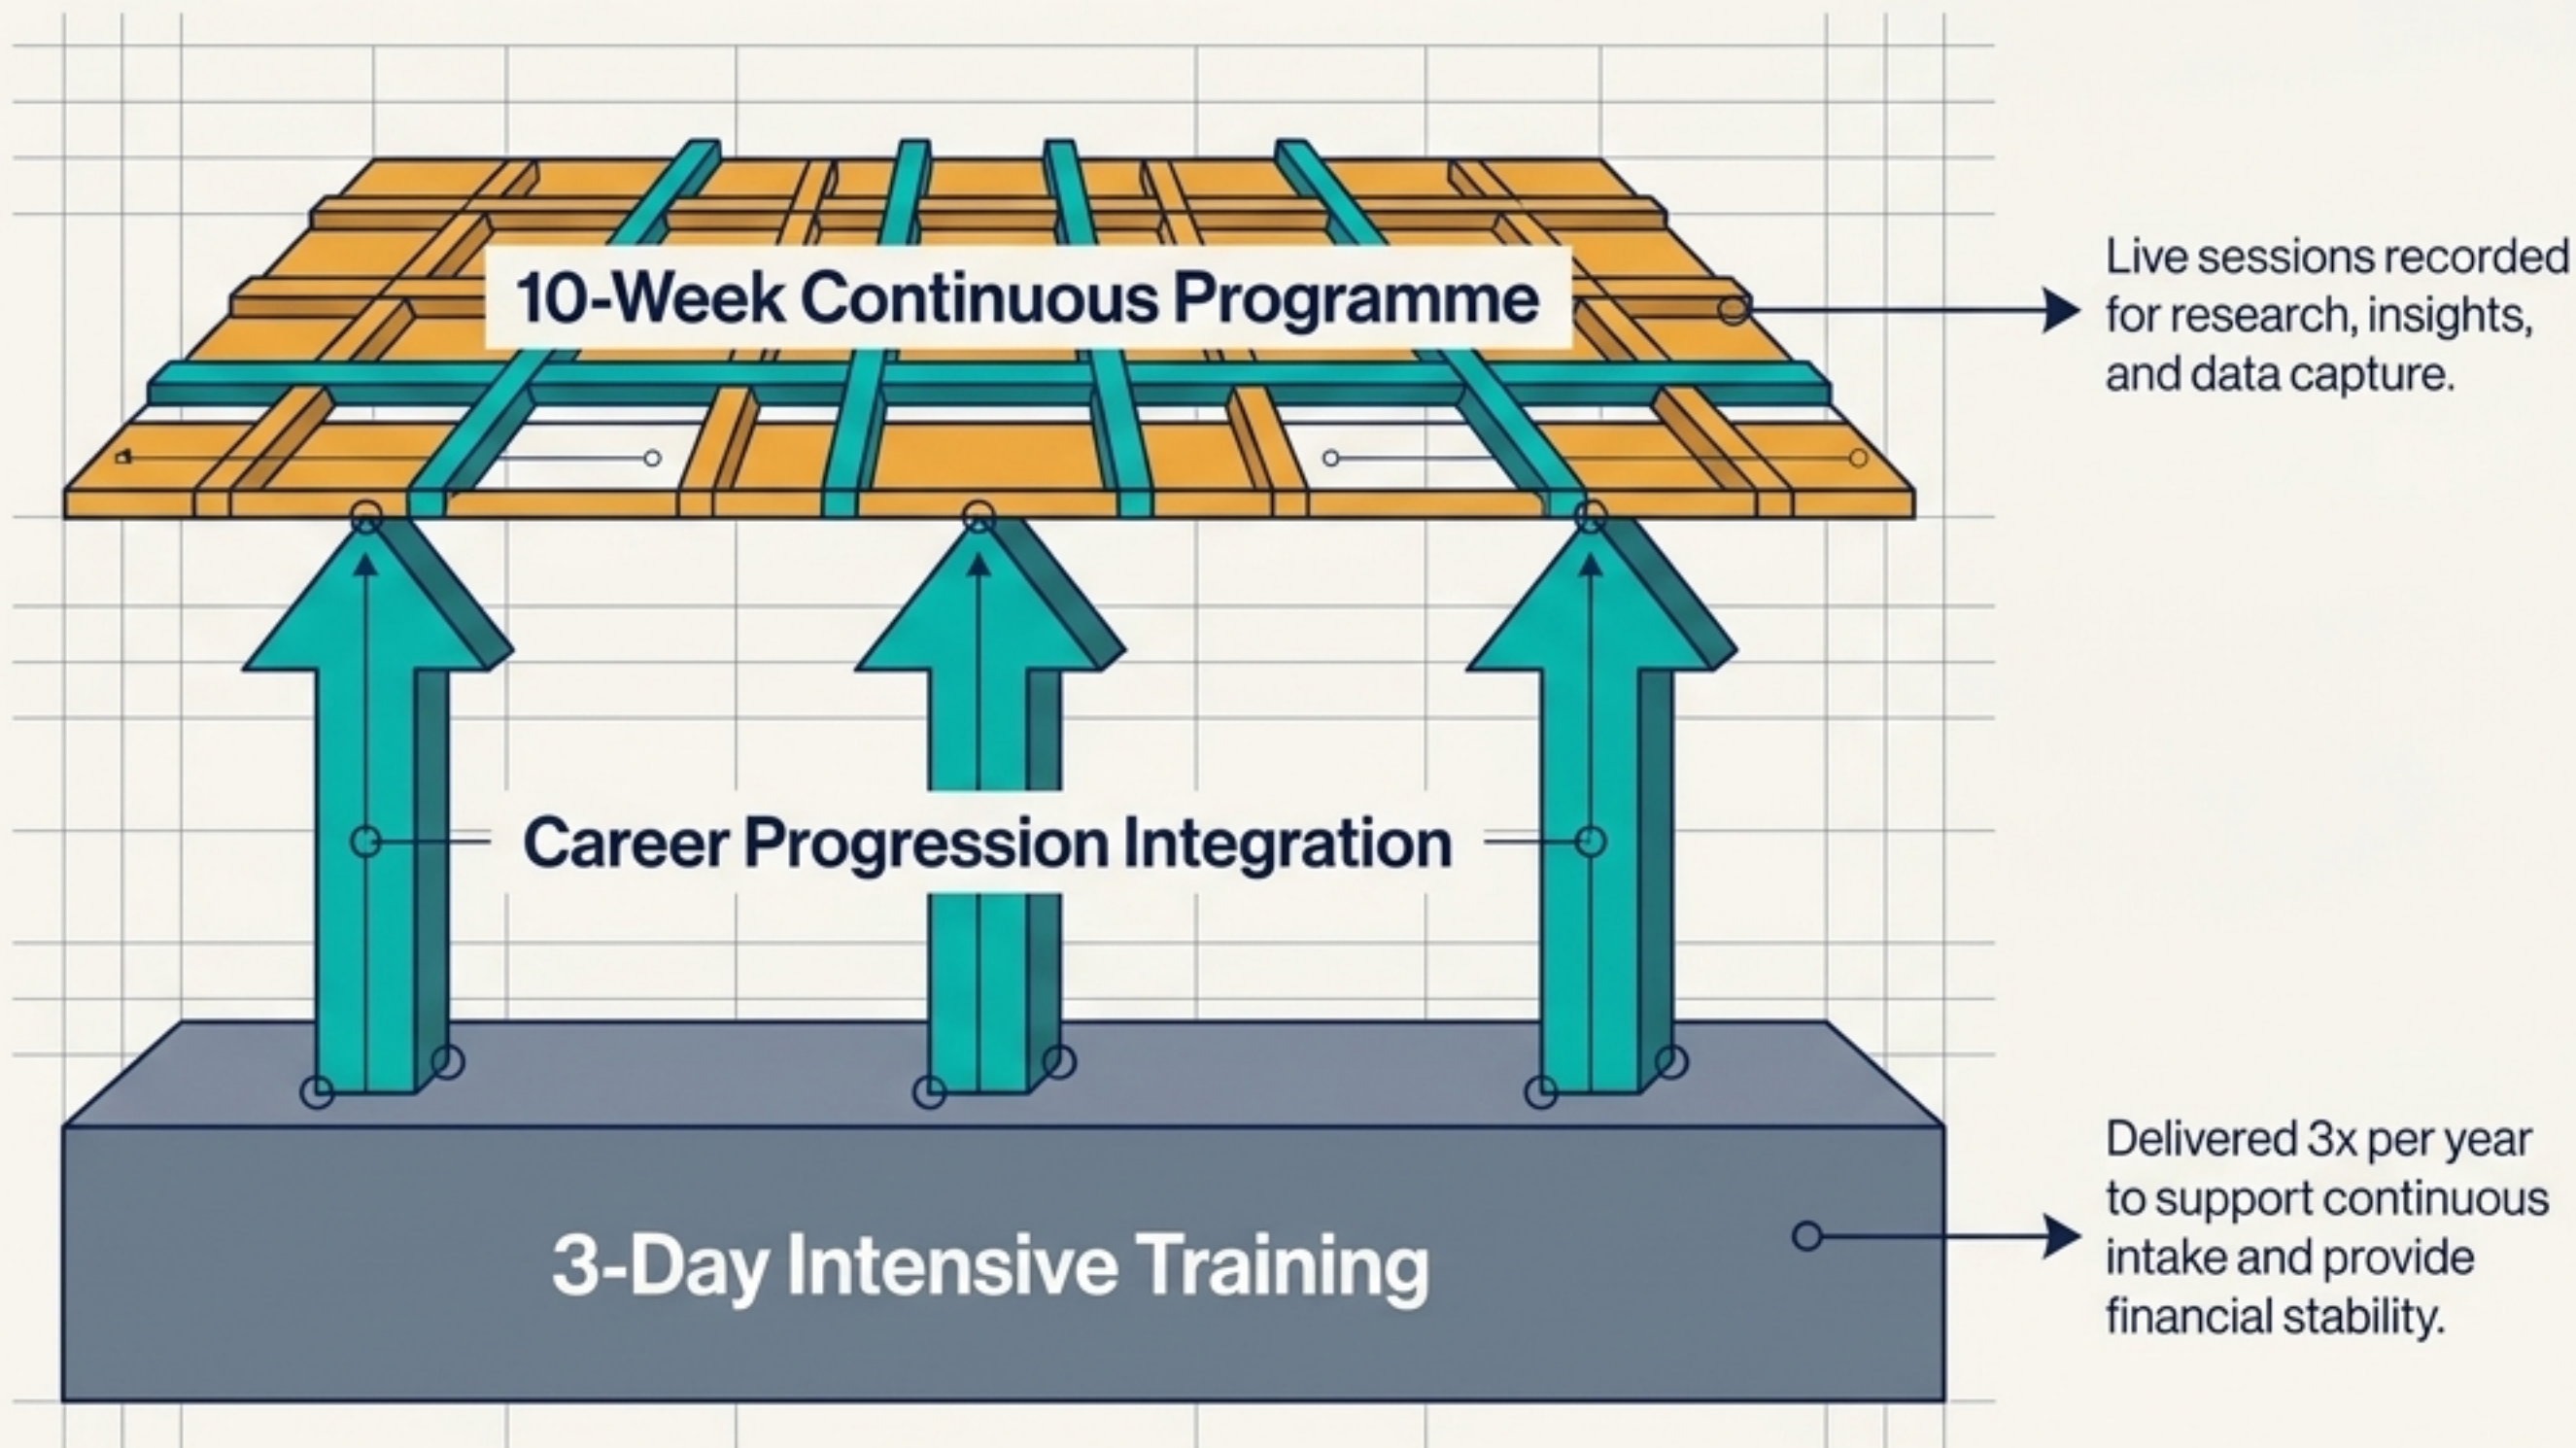 10-Week Continuous Programme
Live sessions recorded
for research, insights,
and data capture.
Career Progression Integration
3-Day Intensive Training
Delivered 3x per year
to support continuous
intake and provide
financial stability.